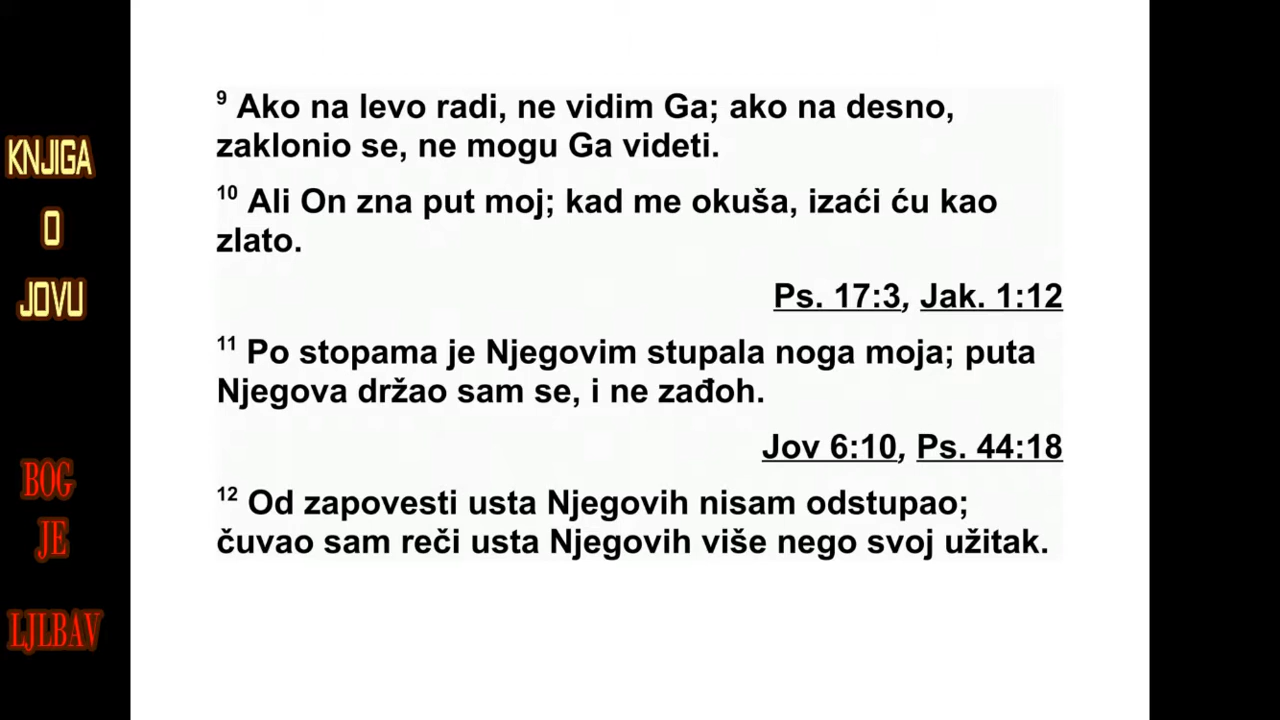 KNJIGA
O
JOVU
BOG
JE
LJLBAV
9 Ako na levo radi, ne vidim Ga; ako na desno,
zaklonio se, ne mogu Ga videti.
10 Ali On zna put moj; kad me okuša, izaći ću kao
zlato.
Ps. 17:3, Jak. 1:12
11 Po stopama je Njegovim stupala noga moja; puta
Njegova držao sam se, i ne zađoh.
Jov 6:10, Ps. 44:18
12 Od zapovesti usta Njegovih nisam odstupao;
čuvao sam reči usta Njegovih više nego svoj užitak.